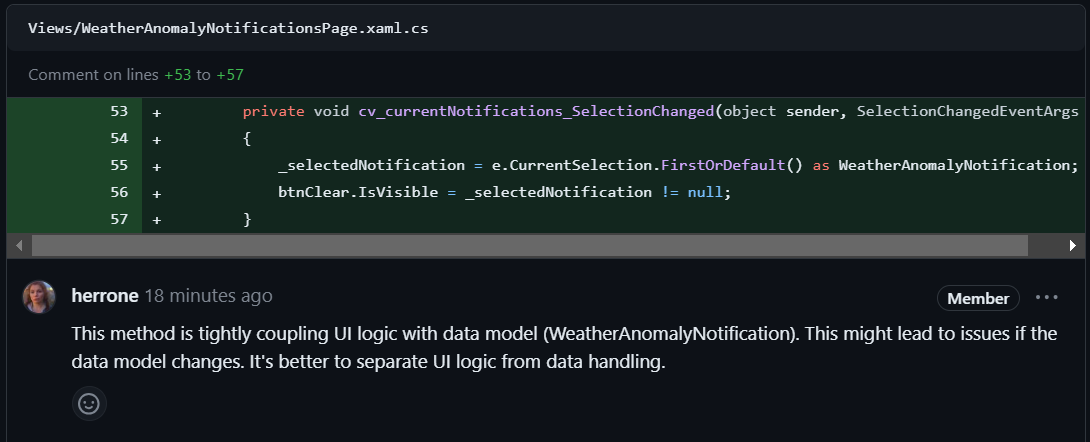 Views/WeatherAnomalyNotificationsPage.xaml.cs
Comment on lines +53 to +57
53 + private void cv_currentNotifications_SelectionChanged(object sender, SelectionChangedEventArgs
54 + {
55 + _selectedNotification = e.CurrentSelection.FirstOrDefault() as WeatherAnomalyNotification;
56 + btnClear.IsVisible = _selectedNotification != null;
57 + }
herrone 18 minutes ago Member
This method is tightly coupling UI logic with data model (WeatherAnomalyNotification). This might lead to issues if the
data model changes. It's better to separate UI logic from data handling.